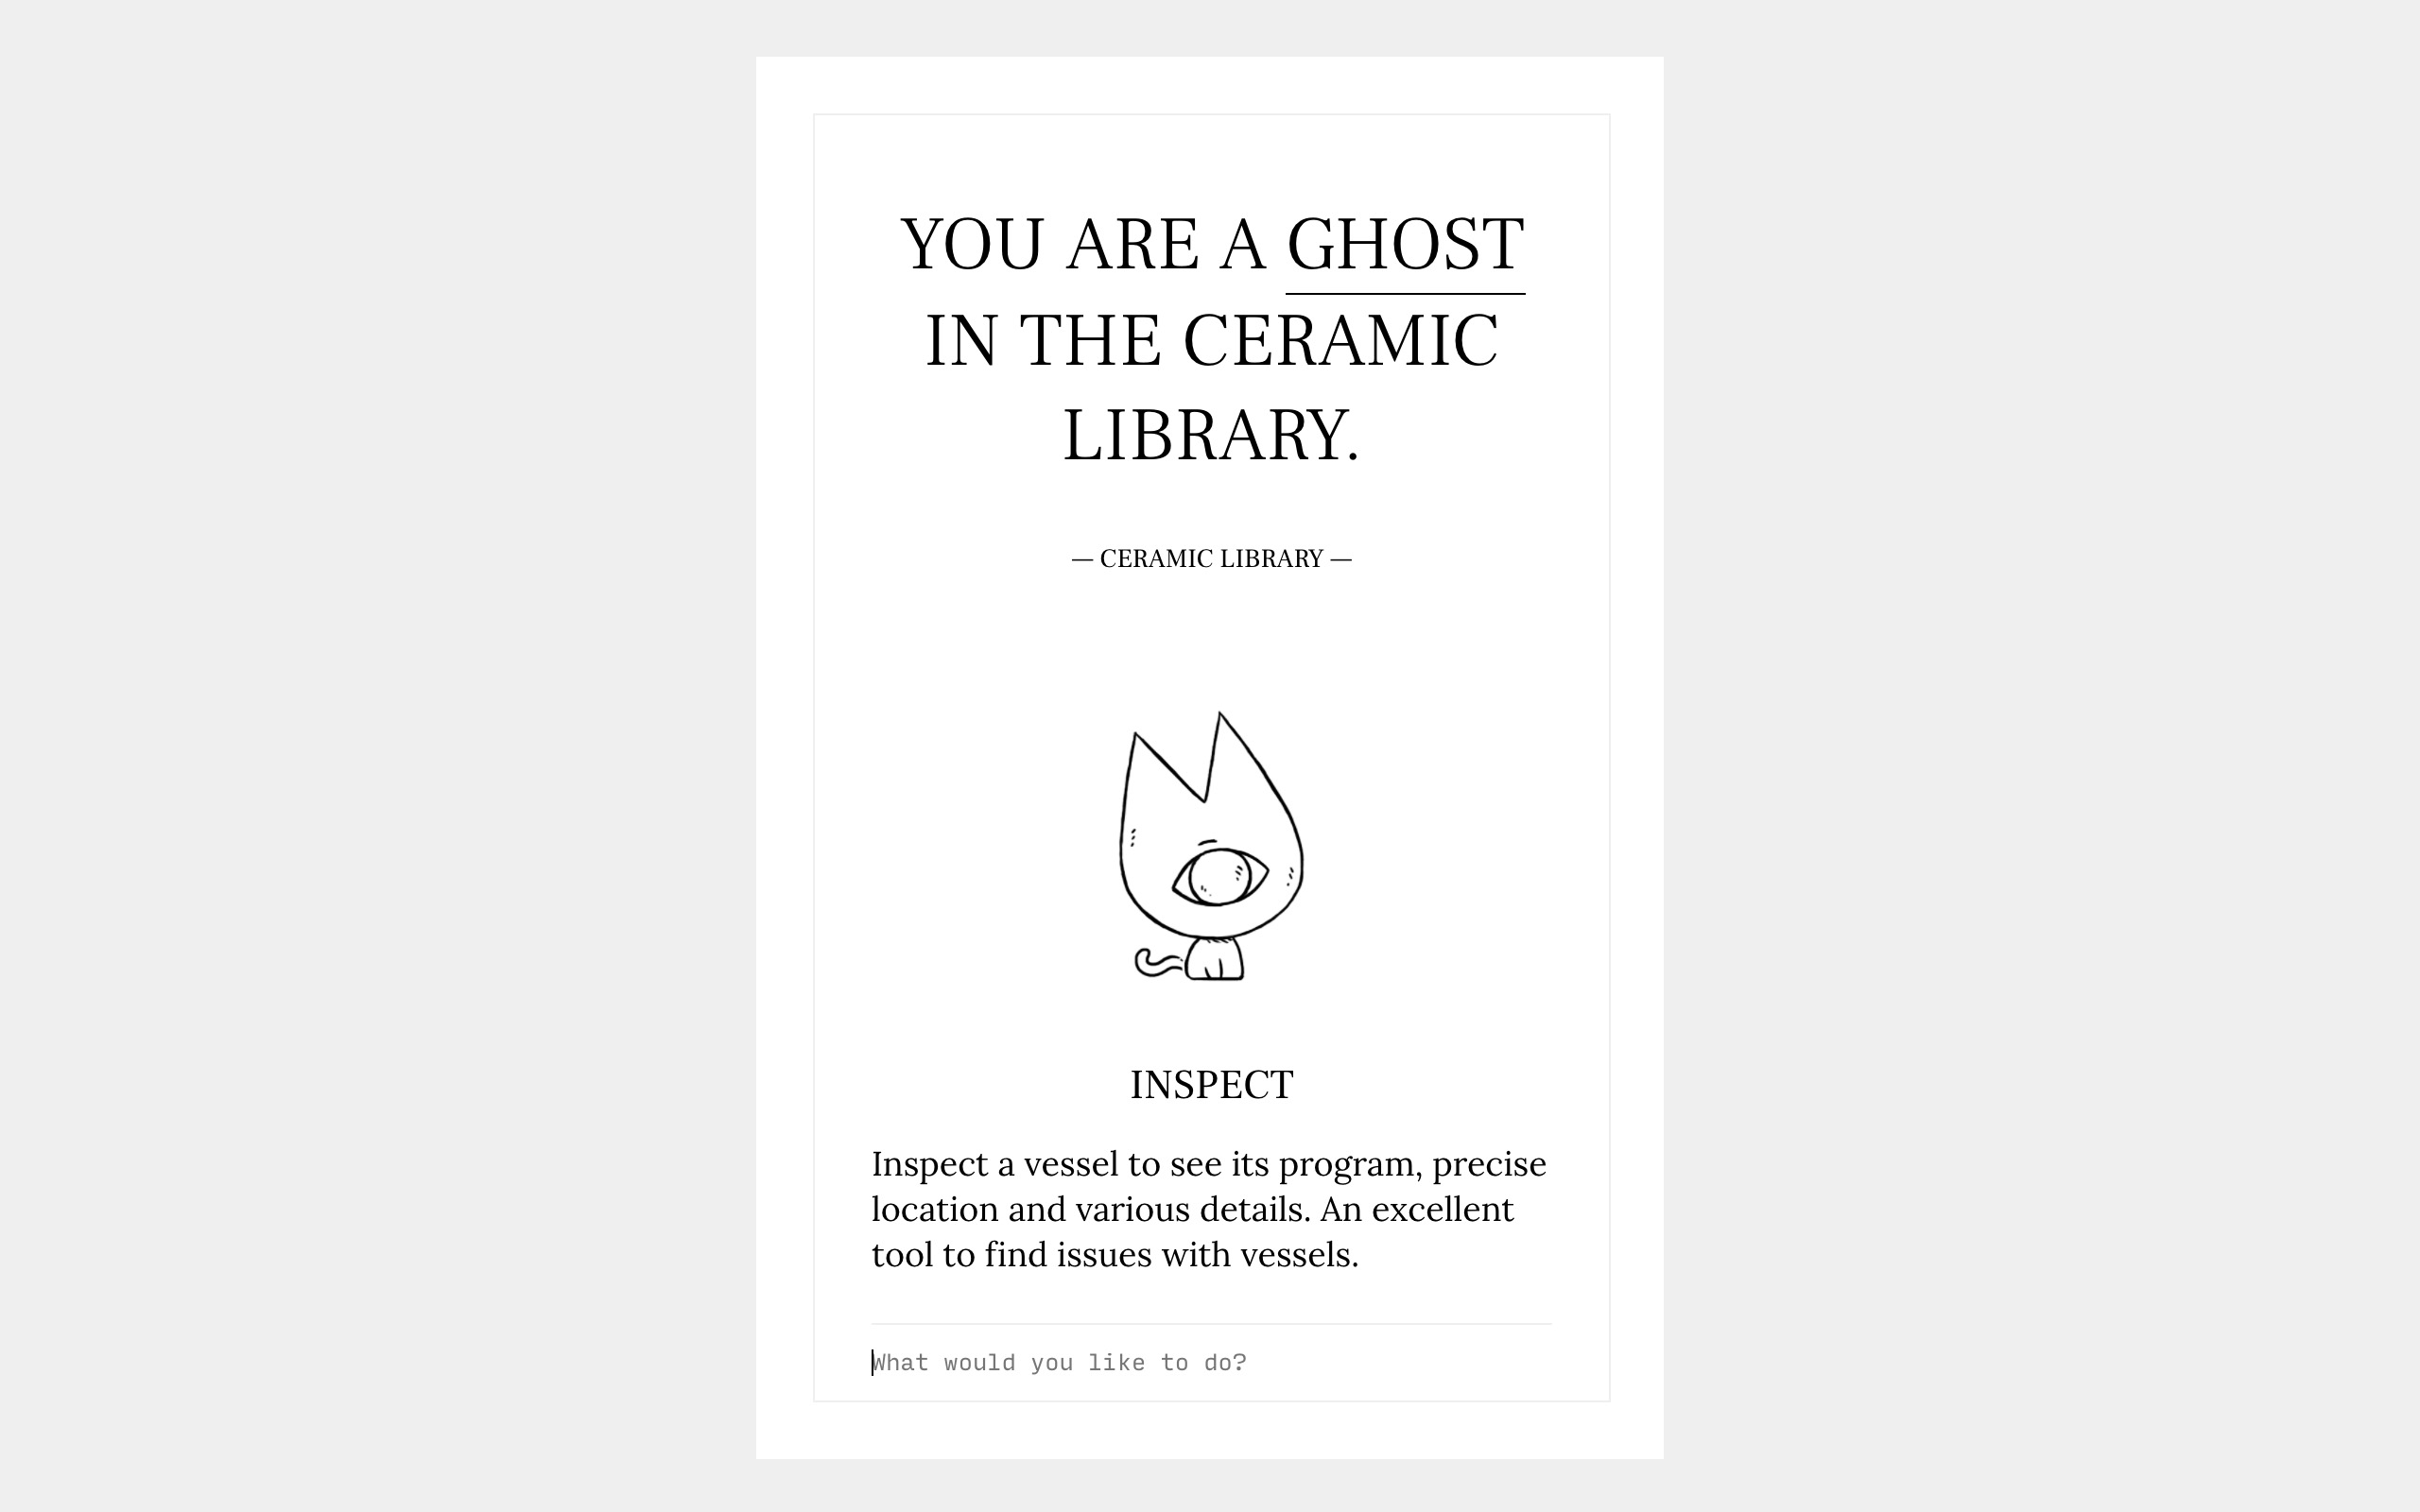 YOU ARE A GHOST
IN THE CERAMIC
LIBRARY.
— CERAMIC LIBRARY —
INSPECT
Inspect a vessel to see its program, precise
location and various details. An excellent
tool to find issues with vessels.
What would you like to do?